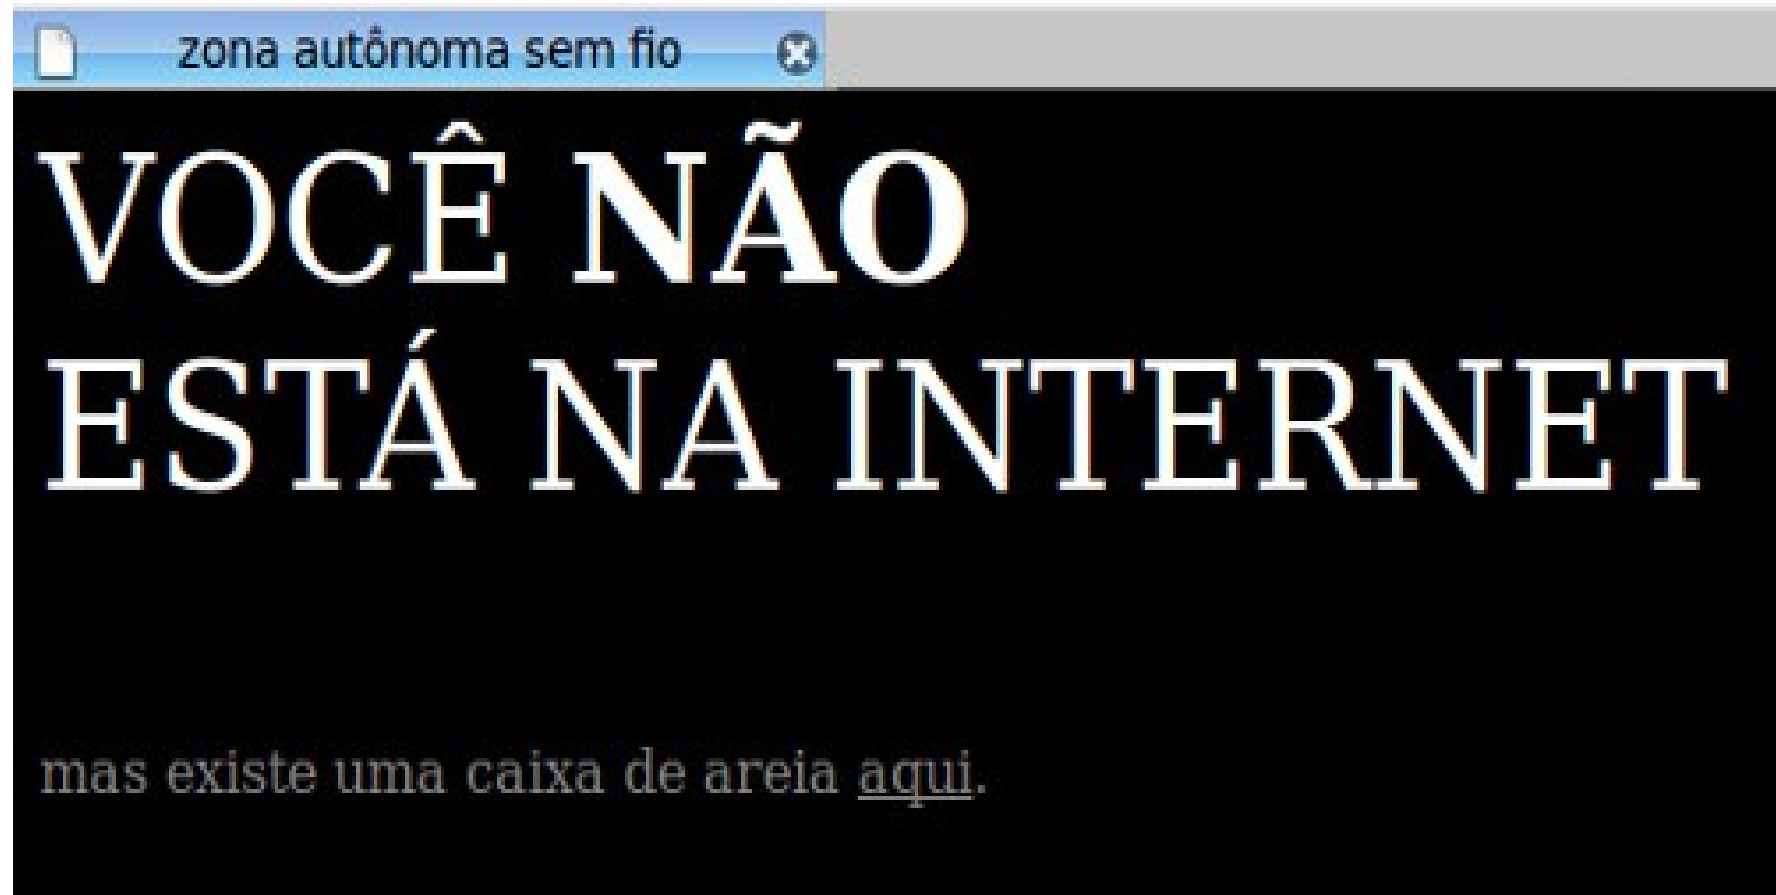 zona autônoma sem fio
VOCÊ NÃO
ESTÁ NA INTERNET
mas existe uma caixa de areia aqui.